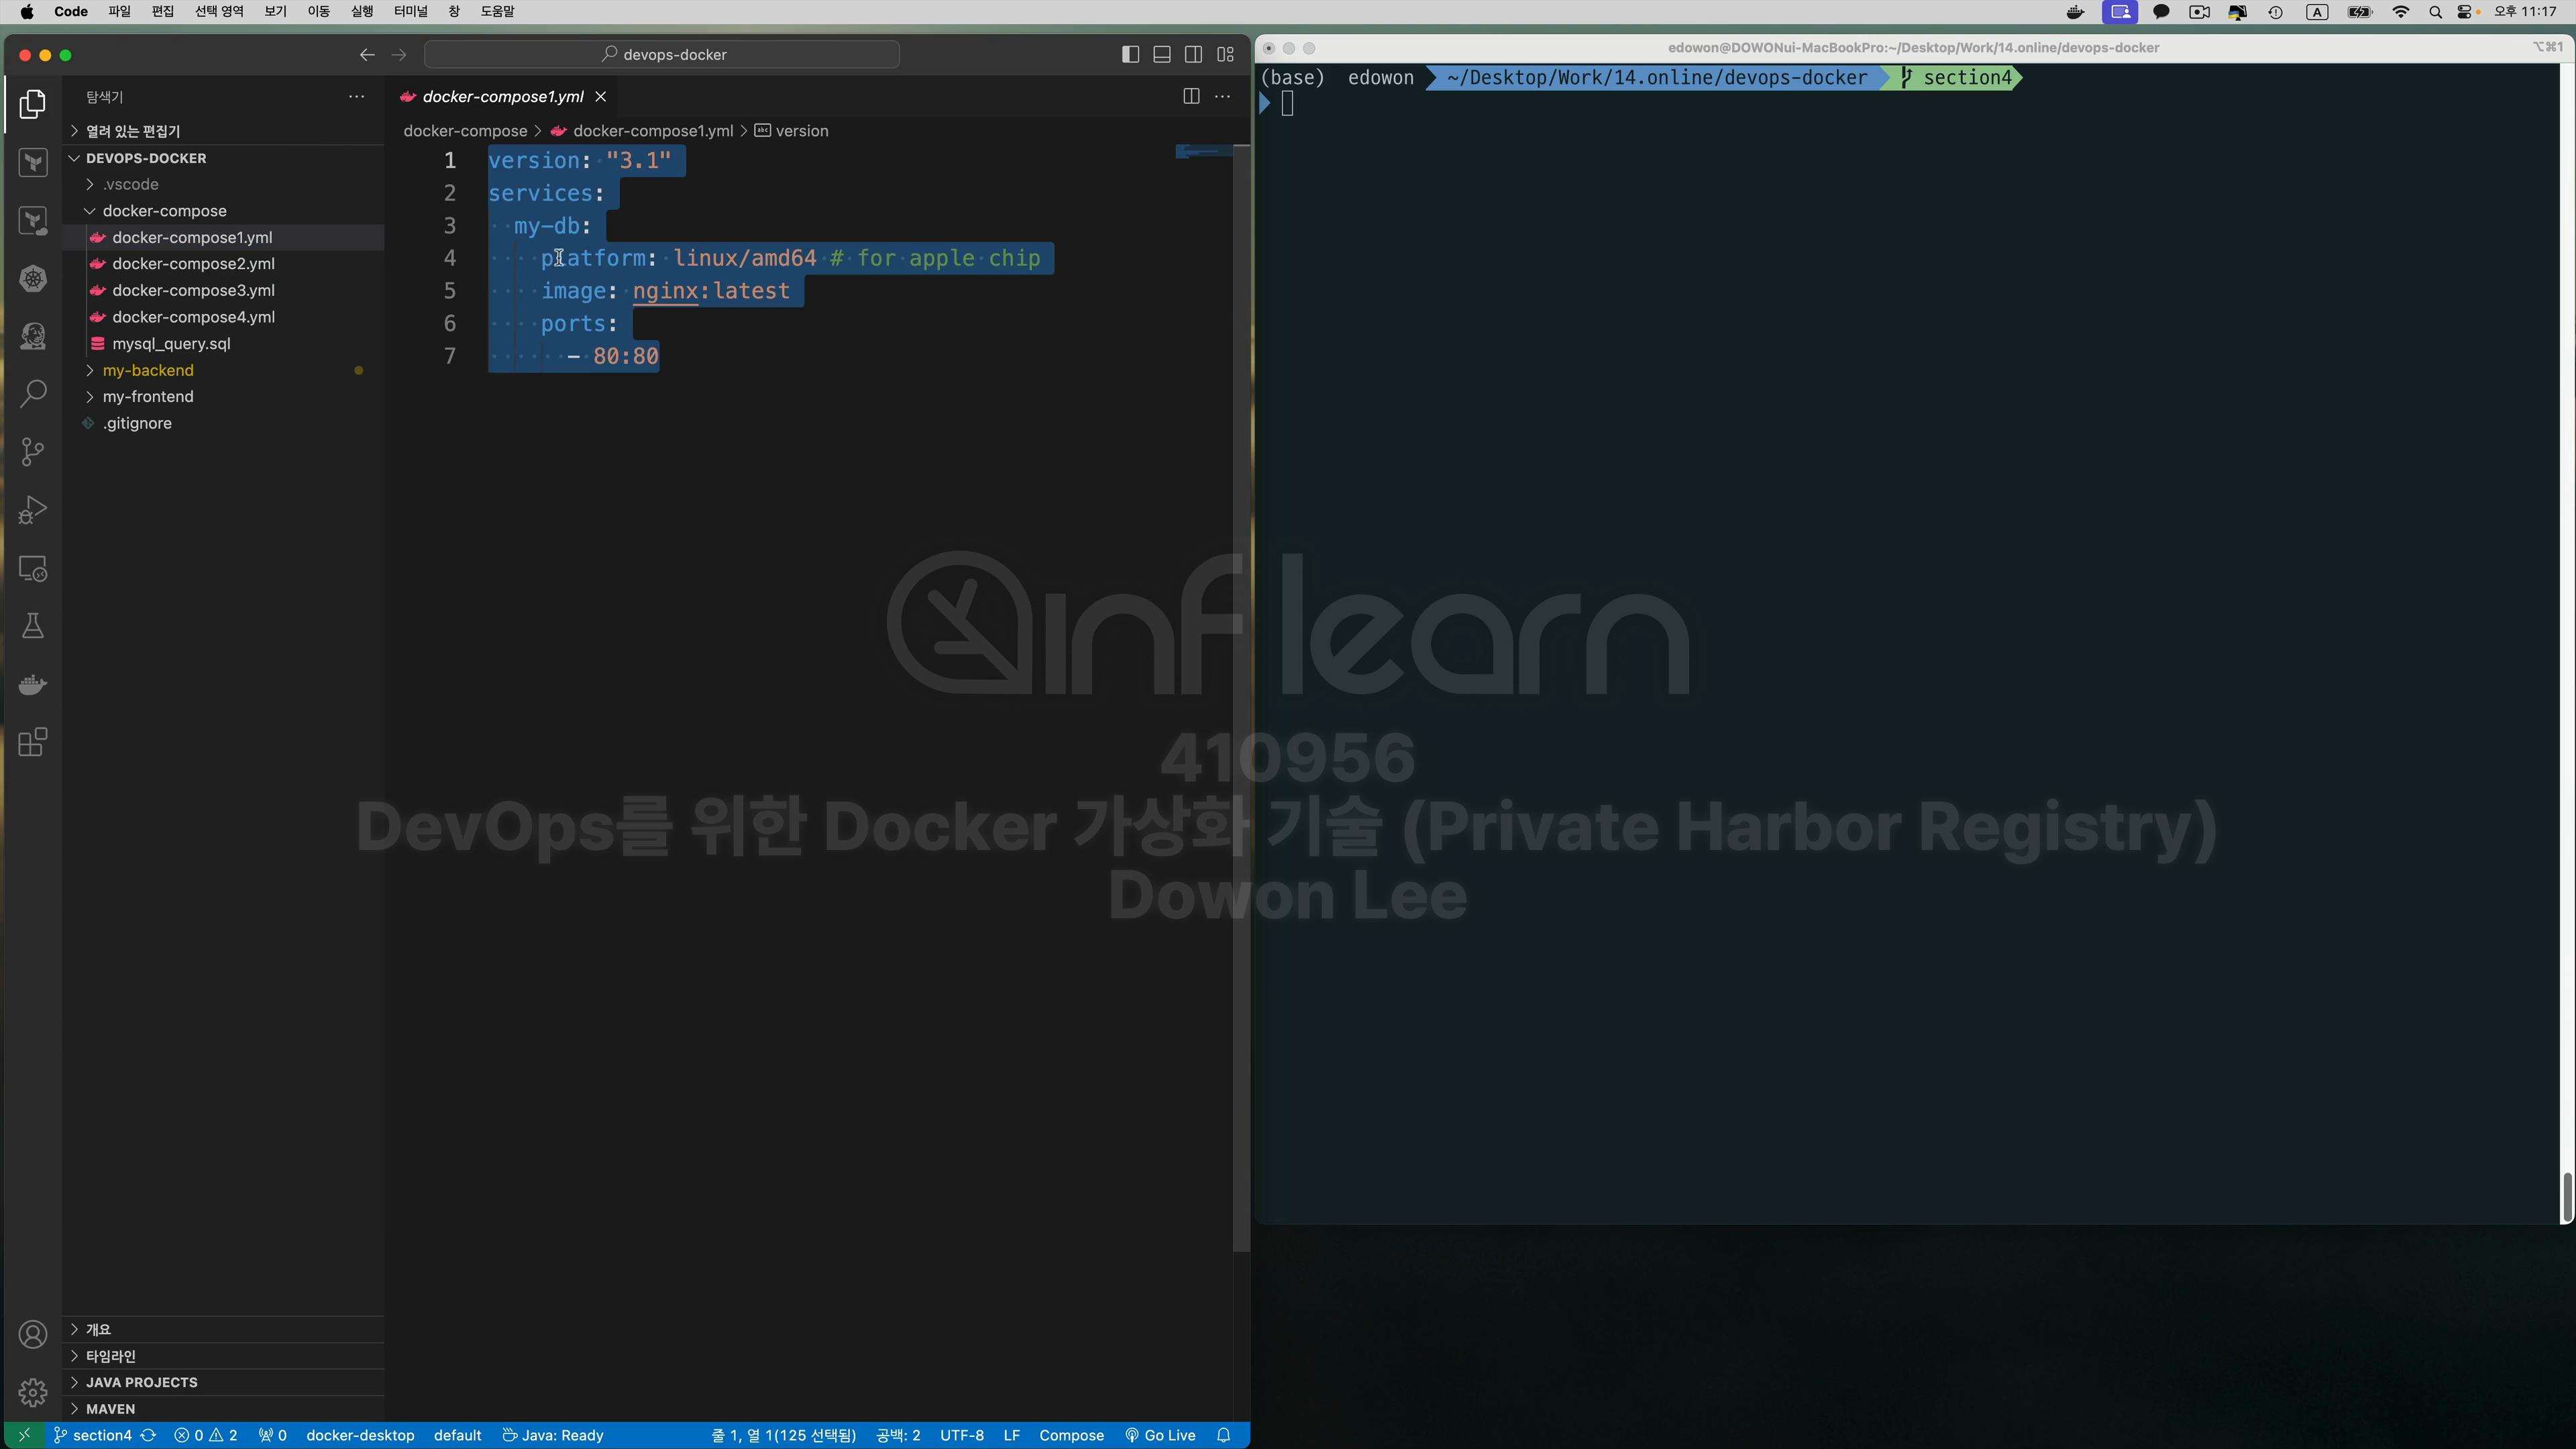 Code 파일 편집 선택 영역 보기 이동 실행 터미널 창 도움말
A 오후 11:17
devops-docker
탐색기
열려 있는 편집기
DEVOPS-DOCKER
.vscode
docker-compose
docker-compose1.yml
docker-compose2.yml
docker-compose3.yml
docker-compose4.yml
mysql_query.sql
my-backend
my-frontend
.gitignore
개요
타임라인
JAVA PROJECTS
MAVEN
docker-compose1.yml
docker-compose > docker-compose1.yml > abc version
1 version: "3.1"
2 services:
3 my-db:
4 platform: linux/amd64 # for apple chip
5 image: nginx:latest
6 ports:
7 - 80:80
edowon@DOWONui-MacBookPro:~/Desktop/Work/14.online/devops-docker ⌥⌘1
(base) edowon ~/Desktop/Work/14.online/devops-docker section4
inflearn
410956
DevOps를 위한 Docker 가상화 기술 (Private Harbor Registry)
Dowon Lee
section4 0 2 0 docker-desktop default Java: Ready 줄 1, 열 1(125 선택됨) 공백: 2 UTF-8 LF Compose Go Live